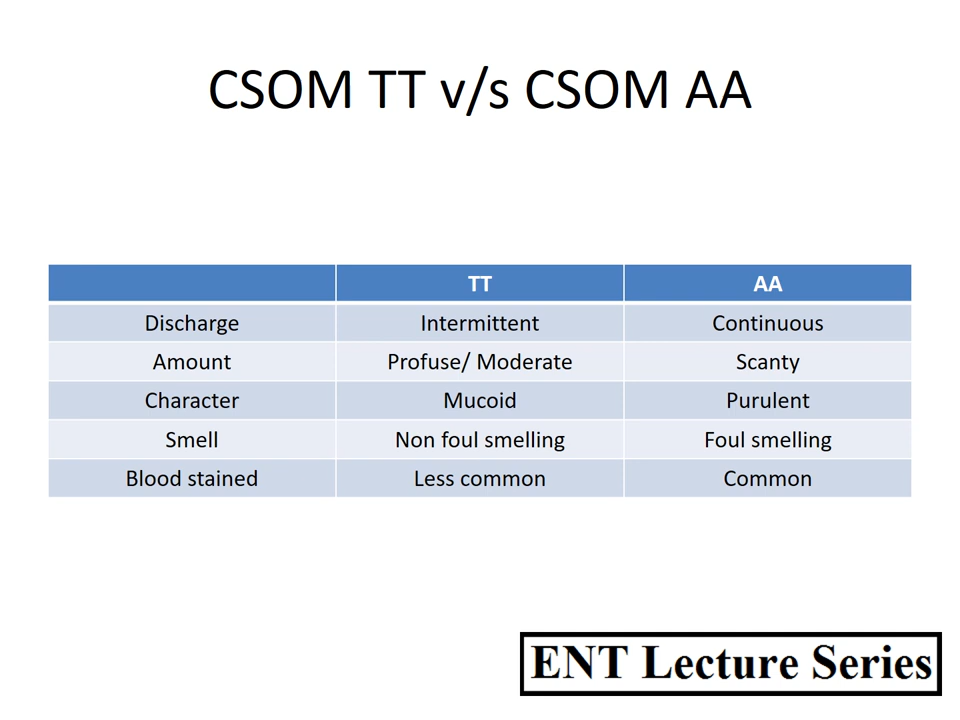 CSOM TT v/s CSOM AA
TT AA
Discharge Intermittent Continuous
Amount Profuse/ Moderate Scanty
Character Mucoid Purulent
Smell Non foul smelling Foul smelling
Blood stained Less common Common
ENT Lecture Series